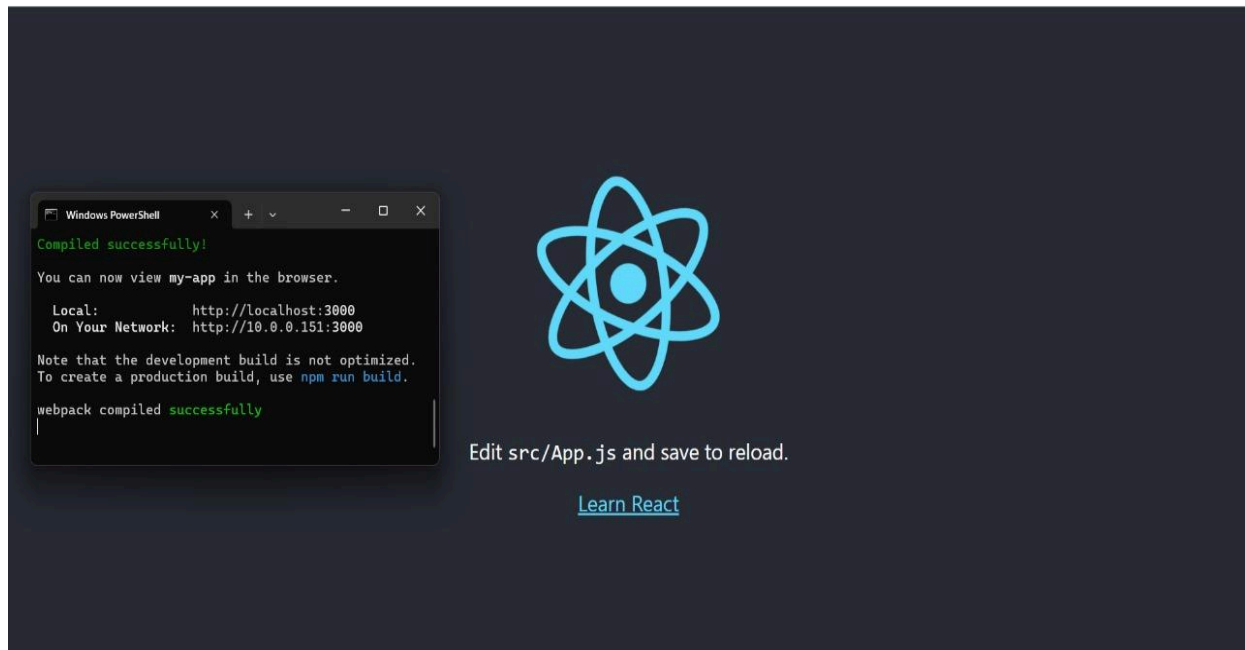 Windows PowerShell
Compiled successfully!
You can now view my-app in the browser.
Local: http://localhost:3000
On Your Network: http://10.0.0.151:3000
Note that the development build is not optimized.
To create a production build, use npm run build.
webpack compiled successfully
Edit src/App.js and save to reload.
Learn React